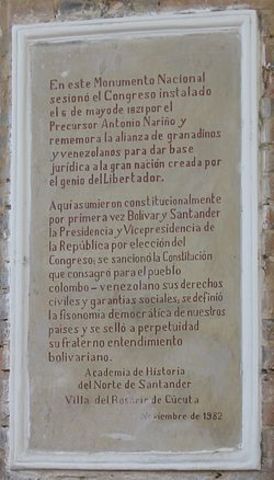 En este Monumento Nacional
sesionó el Congreso instalado
el 6 de mayo de 1821 por el
Precursor Antonio Nariño y
rememora la alianza de granadinos
y venezolanos para dar base
jurídica a la gran nación creada por
el genio del Libertador.
Aquí asumieron constitucionalmente
por primera vez Bolívar y Santander
la Presidencia y Vicepresidencia de
la República por elección del
Congreso; se sancionó la Constitución
que consagró para el pueblo
colombo-venezolano sus derechos
civiles y garantías sociales; se definió
la fisonomía democrática de nuestros
países y se selló a perpetuidad
su fraterno entendimiento
bolivariano.
Academia de Historia
del Norte de Santander
Villa del Rosario de Cúcuta
Noviembre de 1982